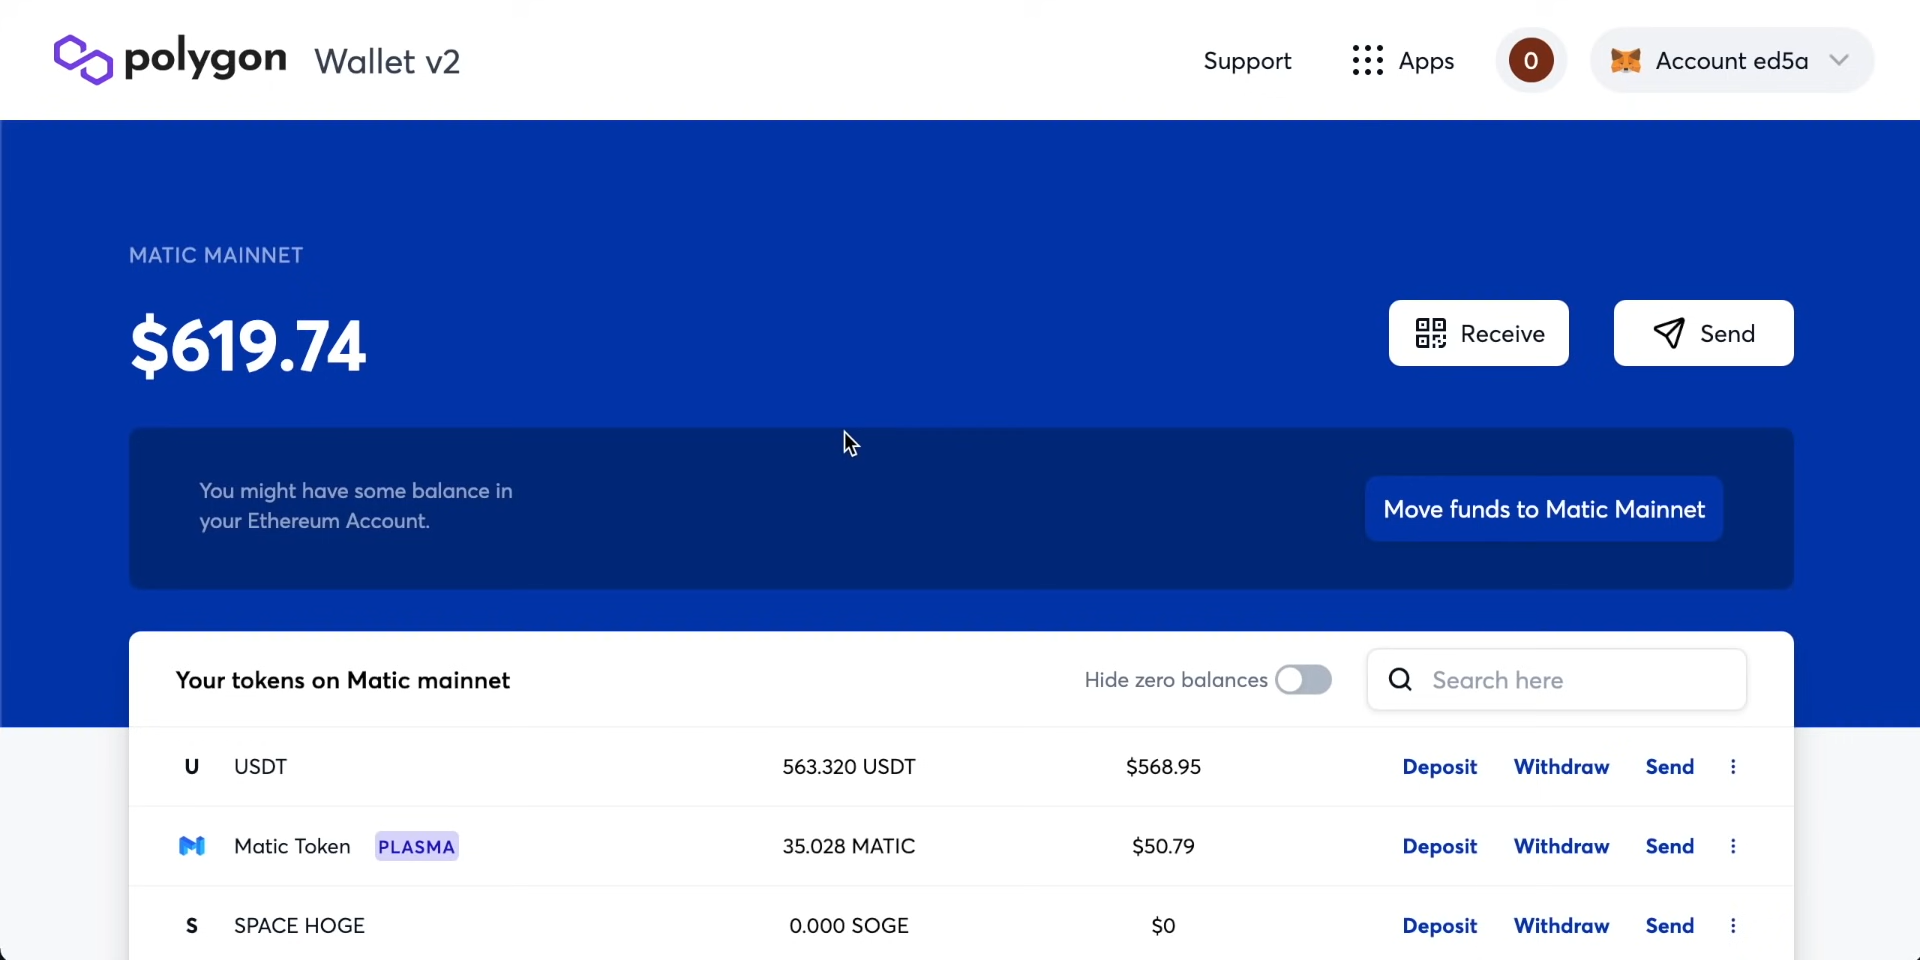 polygon Wallet v2
Support
Apps
0
Account ed5a
MATIC MAINNET
$619.74
Receive
Send
You might have some balance in
your Ethereum Account.
Move funds to Matic Mainnet
Your tokens on Matic mainnet
Hide zero balances
Search here
U USDT 563.320 USDT $568.95 Deposit Withdraw Send
Matic Token PLASMA 35.028 MATIC $50.79 Deposit Withdraw Send
S SPACE HOGE 0.000 SOGE $0 Deposit Withdraw Send